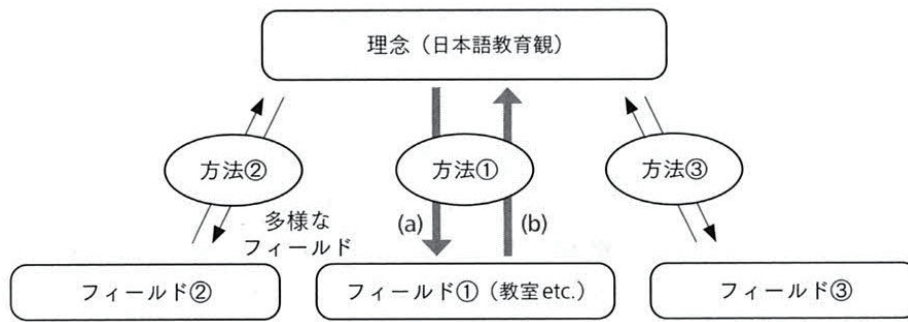 理念（日本語教育観）
方法②
方法①
方法③
多様な
フィールド
(a)
(b)
フィールド②
フィールド①（教室etc.）
フィールド③